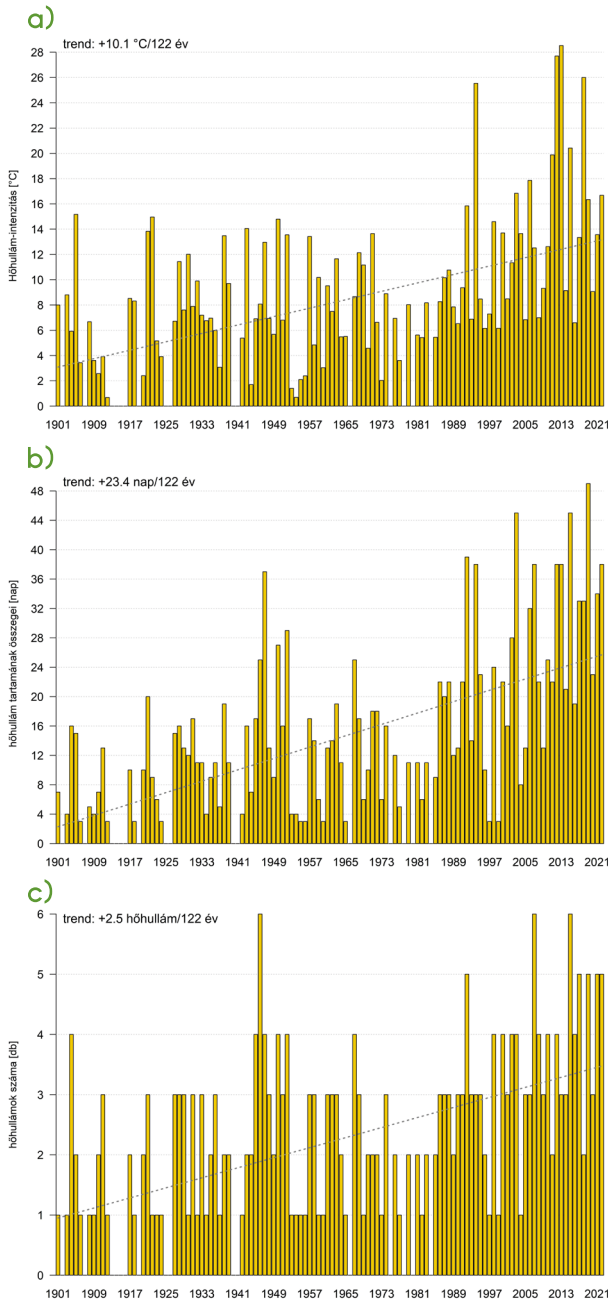 a)
trend: +10.1 °C/122 év
Hőhullám-intenzitás [°C]
28
26
24
22
20
18
16
14
12
10
8
6
4
2
0
1901 1909 1917 1925 1933 1941 1949 1957 1965 1973 1981 1989 1997 2005 2013 2021
b)
trend: +23.4 nap/122 év
hőhullám tartamának összegei [nap]
48
44
40
36
32
28
24
20
16
12
8
4
0
1901 1909 1917 1925 1933 1941 1949 1957 1965 1973 1981 1989 1997 2005 2013 2021
c)
trend: +2.5 hőhullám/122 év
hőhullámok száma [db]
6
5
4
3
2
1
0
1901 1909 1917 1925 1933 1941 1949 1957 1965 1973 1981 1989 1997 2005 2013 2021